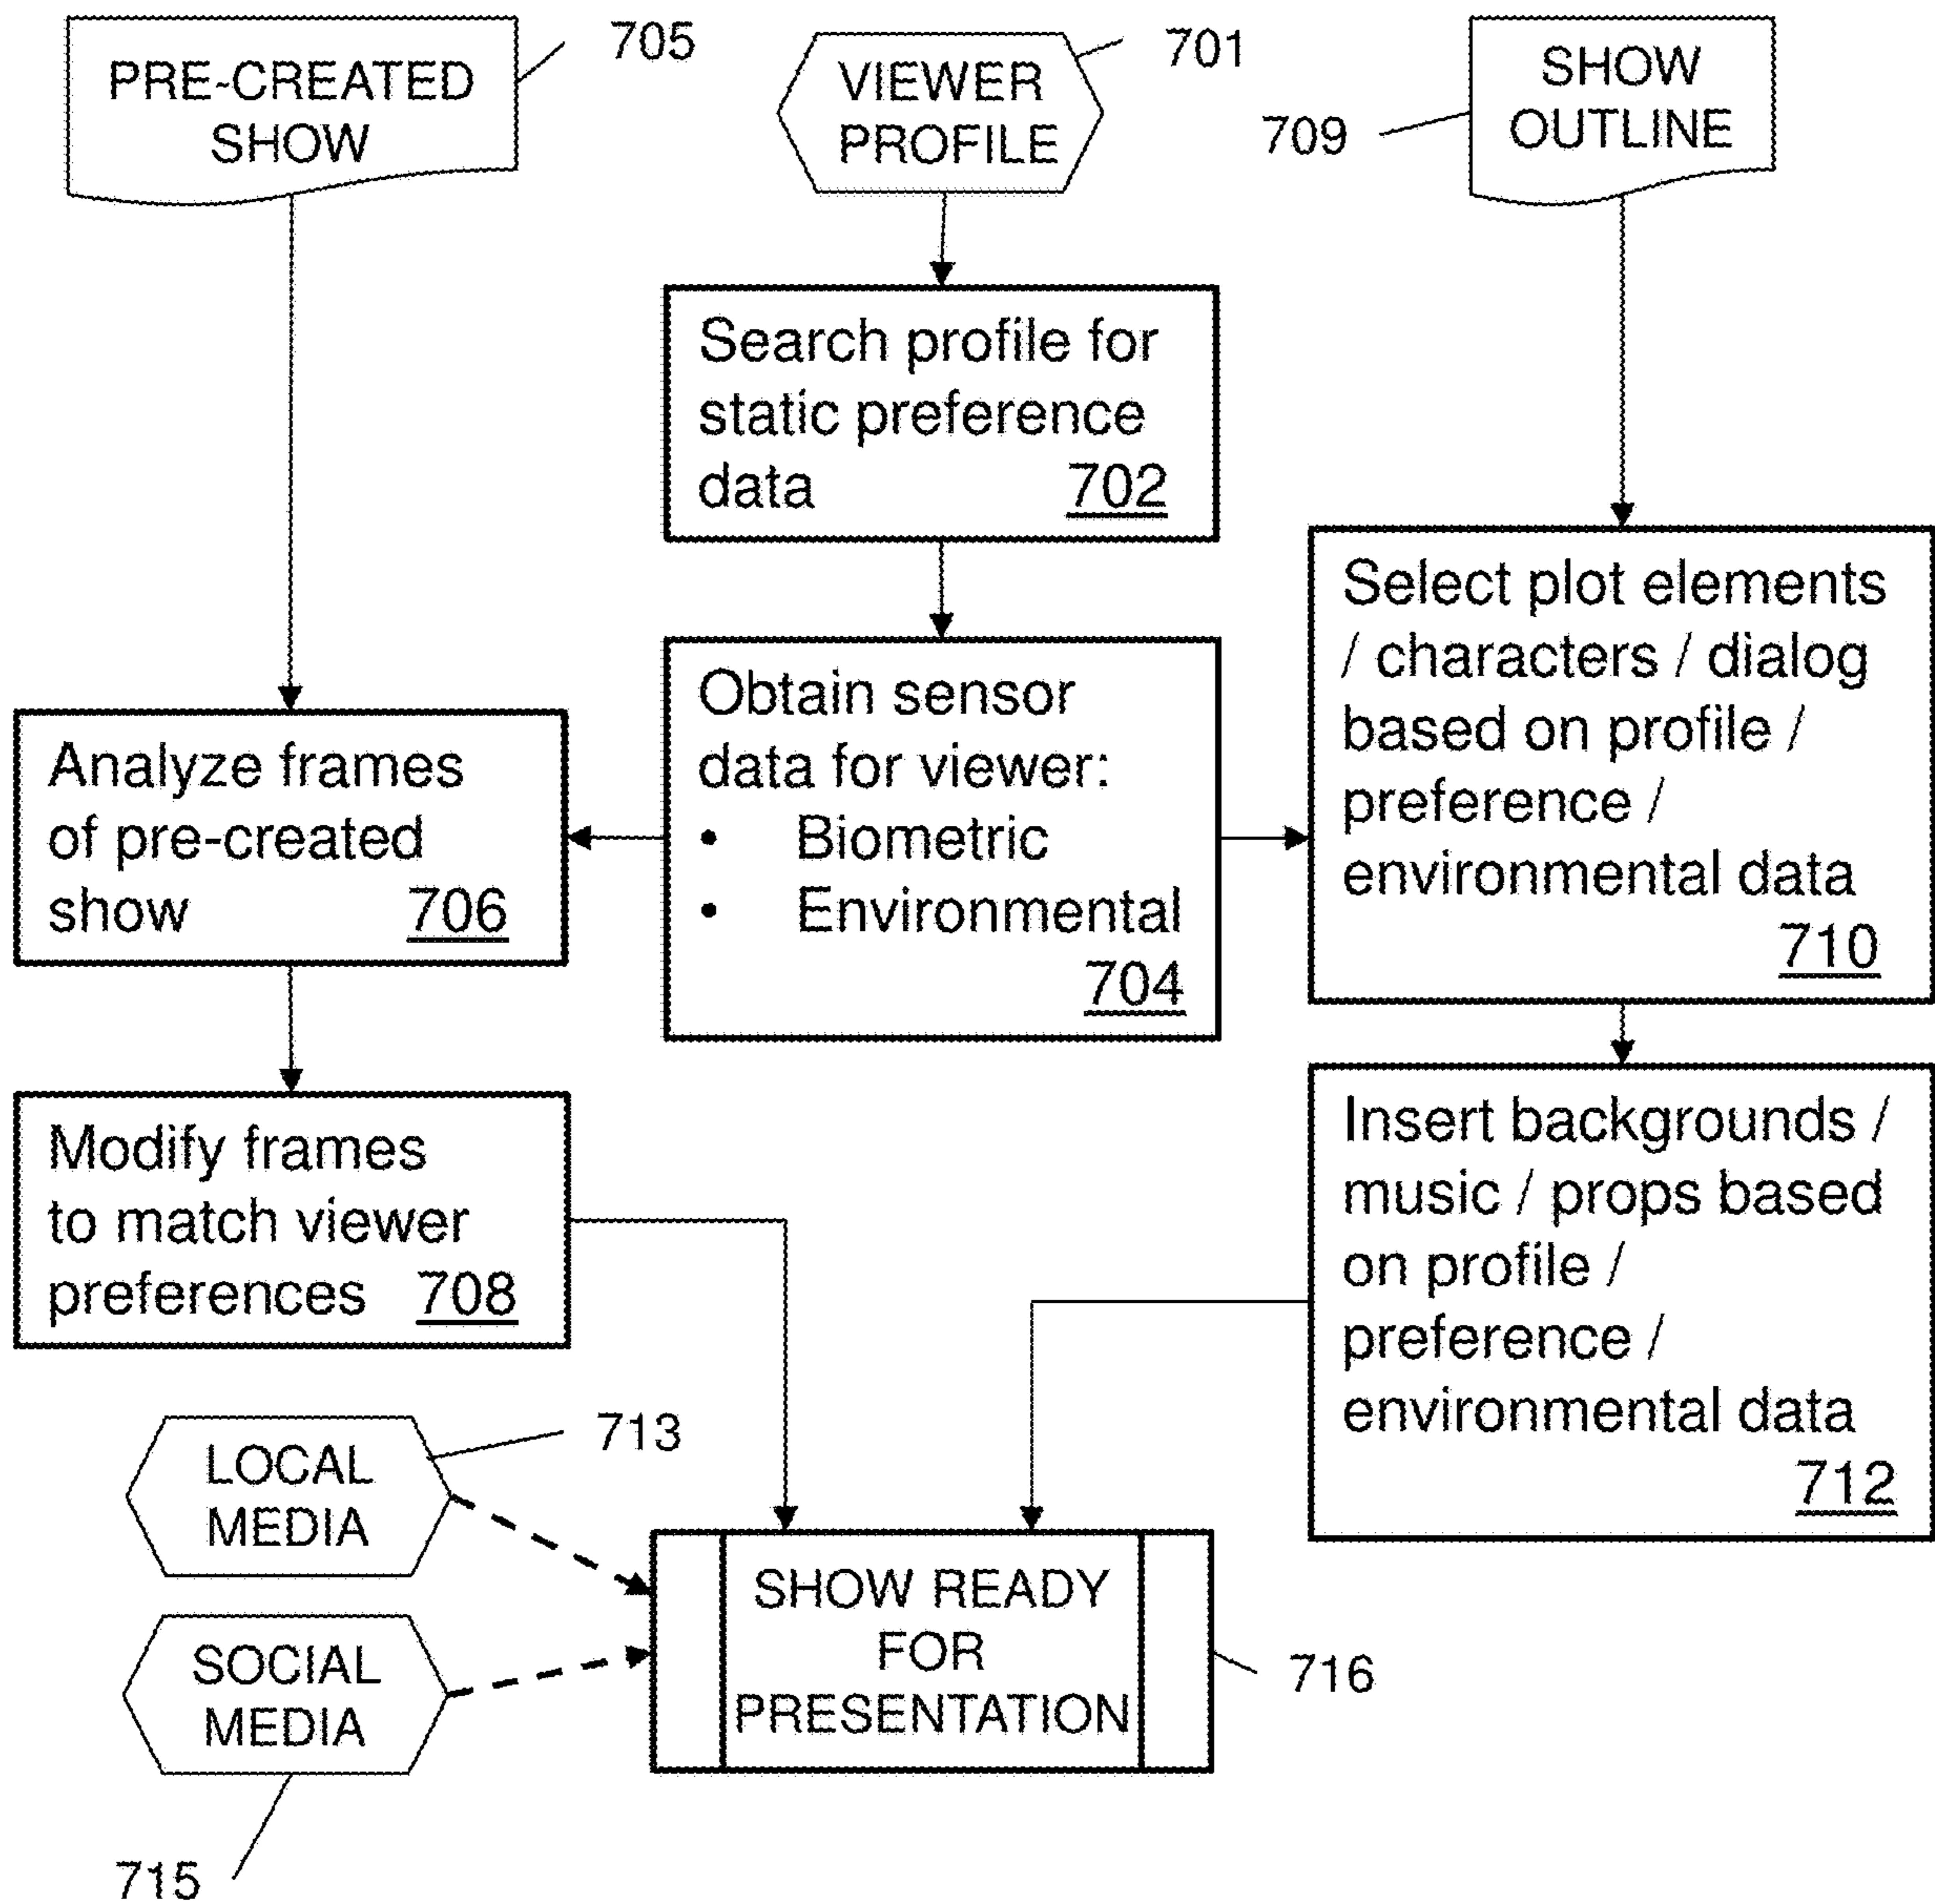 PRE-CREATED
SHOW
705
VIEWER
PROFILE
701
SHOW
OUTLINE
709
Search profile for
static preference
data 702
Obtain sensor
data for viewer:
• Biometric
• Environmental
704
Analyze frames
of pre-created
show 706
Select plot elements
/ characters / dialog
based on profile /
preference /
environmental data
710
Modify frames
to match viewer
preferences 708
Insert backgrounds /
music / props based
on profile /
preference /
environmental data
712
LOCAL
MEDIA
713
SOCIAL
MEDIA
715
SHOW READY
FOR
PRESENTATION
716